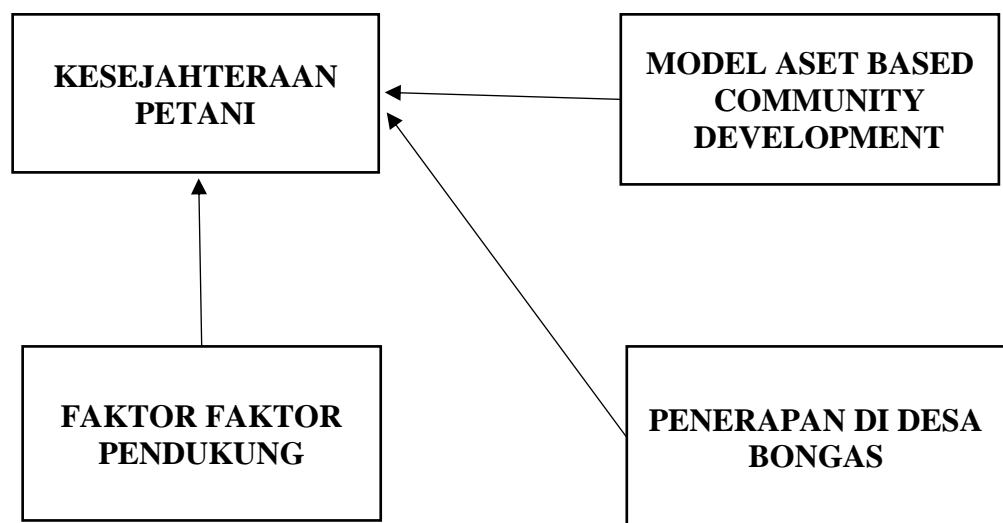 KESEJAHTERAAN
PETANI
MODEL ASET BASED
COMMUNITY
DEVELOPMENT
FAKTOR FAKTOR
PENDUKUNG
PENERAPAN DI DESA
BONGAS